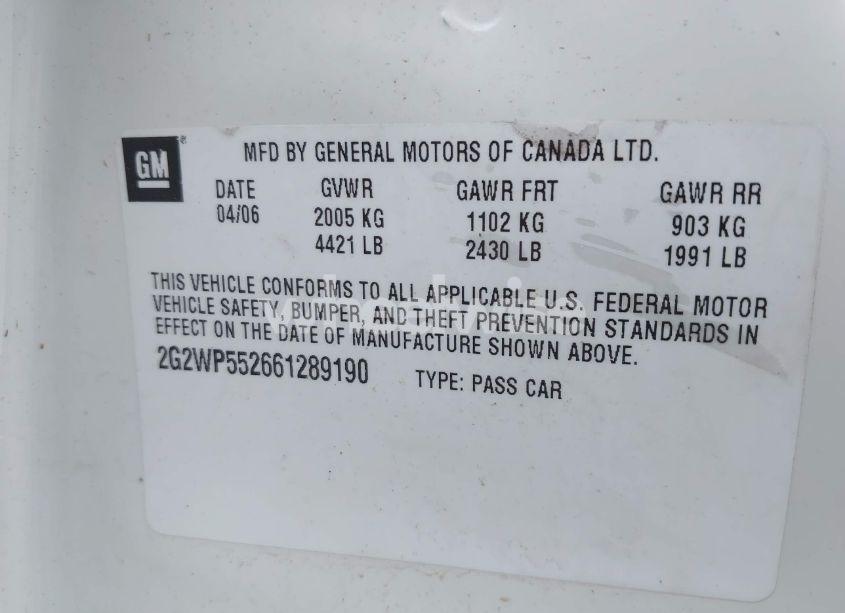 GM
MFD BY GENERAL MOTORS OF CANADA LTD.
DATE GVWR GAWR FRT GAWR RR
04/06 2005 KG 1102 KG 903 KG
4421 LB 2430 LB 1991 LB
THIS VEHICLE CONFORMS TO ALL APPLICABLE U.S. FEDERAL MOTOR
VEHICLE SAFETY, BUMPER, AND THEFT PREVENTION STANDARDS IN
EFFECT ON THE DATE OF MANUFACTURE SHOWN ABOVE.
2G2WP552661289190 TYPE: PASS CAR